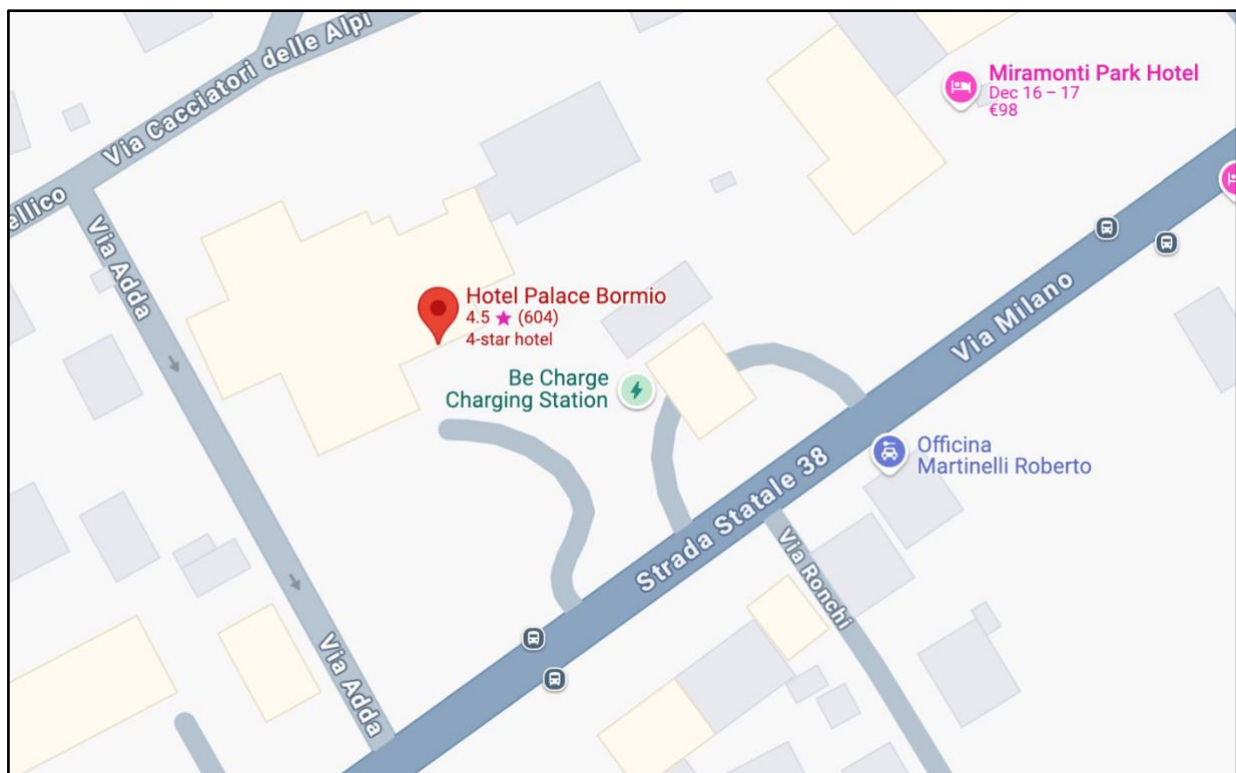 Via Cacciatori delle Alpi
ellico
Miramonti Park Hotel
Dec 16 – 17
€98
Via Adda
Hotel Palace Bormio
4.5 ★ (604)
4-star hotel
Via Milano
Be Charge
Charging Station
Officina
Martinelli Roberto
Strada Statale 38
Via Ronchi
Via Adda